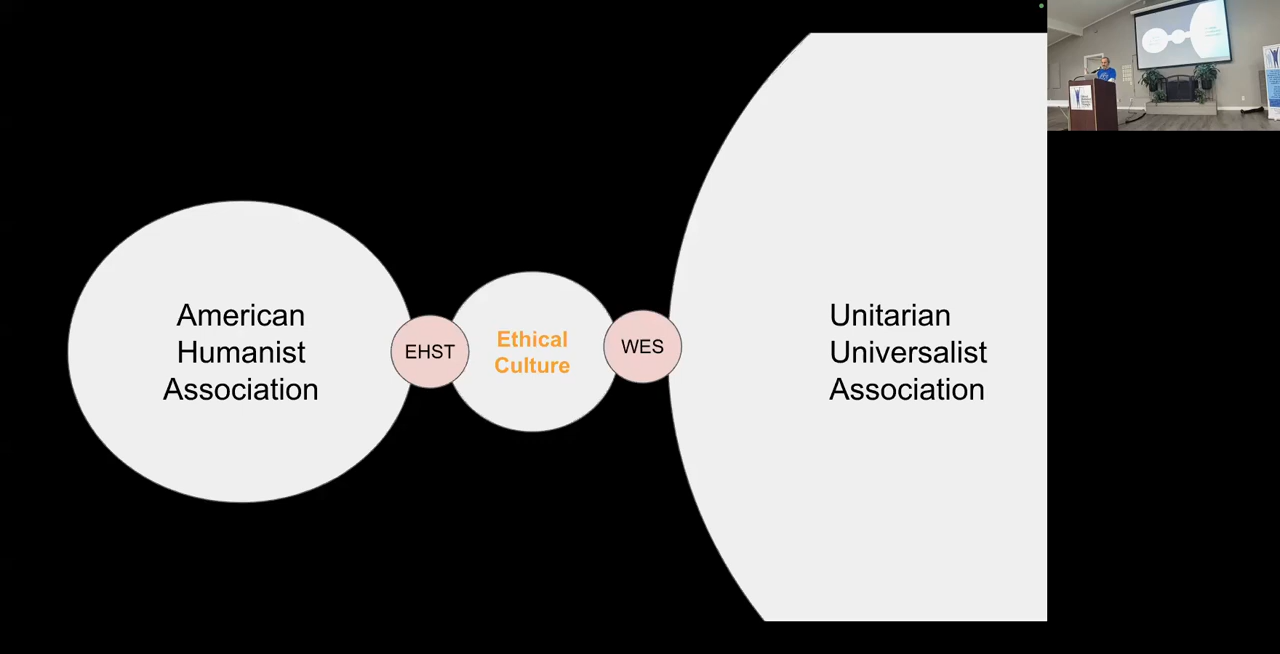 American
Humanist
Association
EHST
Ethical
Culture
WES
Unitarian
Universalist
Association